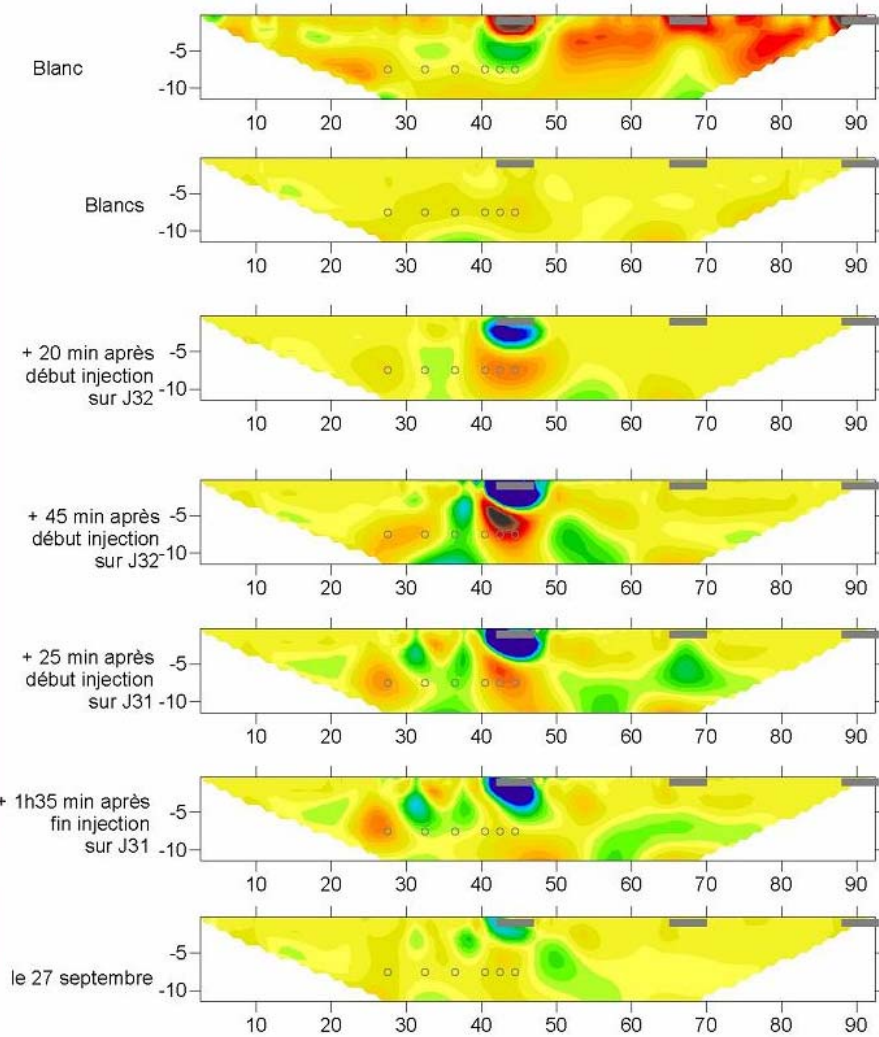 Blanc
-5
-10
10 20 30 40 50 60 70 80 90
Blancs
-5
-10
10 20 30 40 50 60 70 80 90
+ 20 min après
début injection
sur J32
-5
-10
10 20 30 40 50 60 70 80 90
+ 45 min après
début injection
sur J32
-5
-10
10 20 30 40 50 60 70 80 90
+ 25 min après
début injection
sur J31
-5
-10
10 20 30 40 50 60 70 80 90
+ 1h35 min après
fin injection
sur J31
-5
-10
10 20 30 40 50 60 70 80 90
le 27 septembre
-5
-10
10 20 30 40 50 60 70 80 90